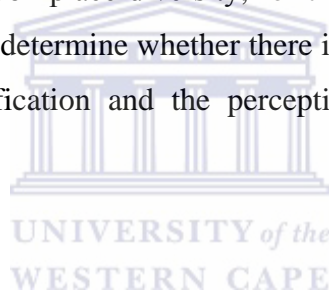 determine whether there i
fication and the percepti
UNIVERSITY of the
WESTERN CAPE